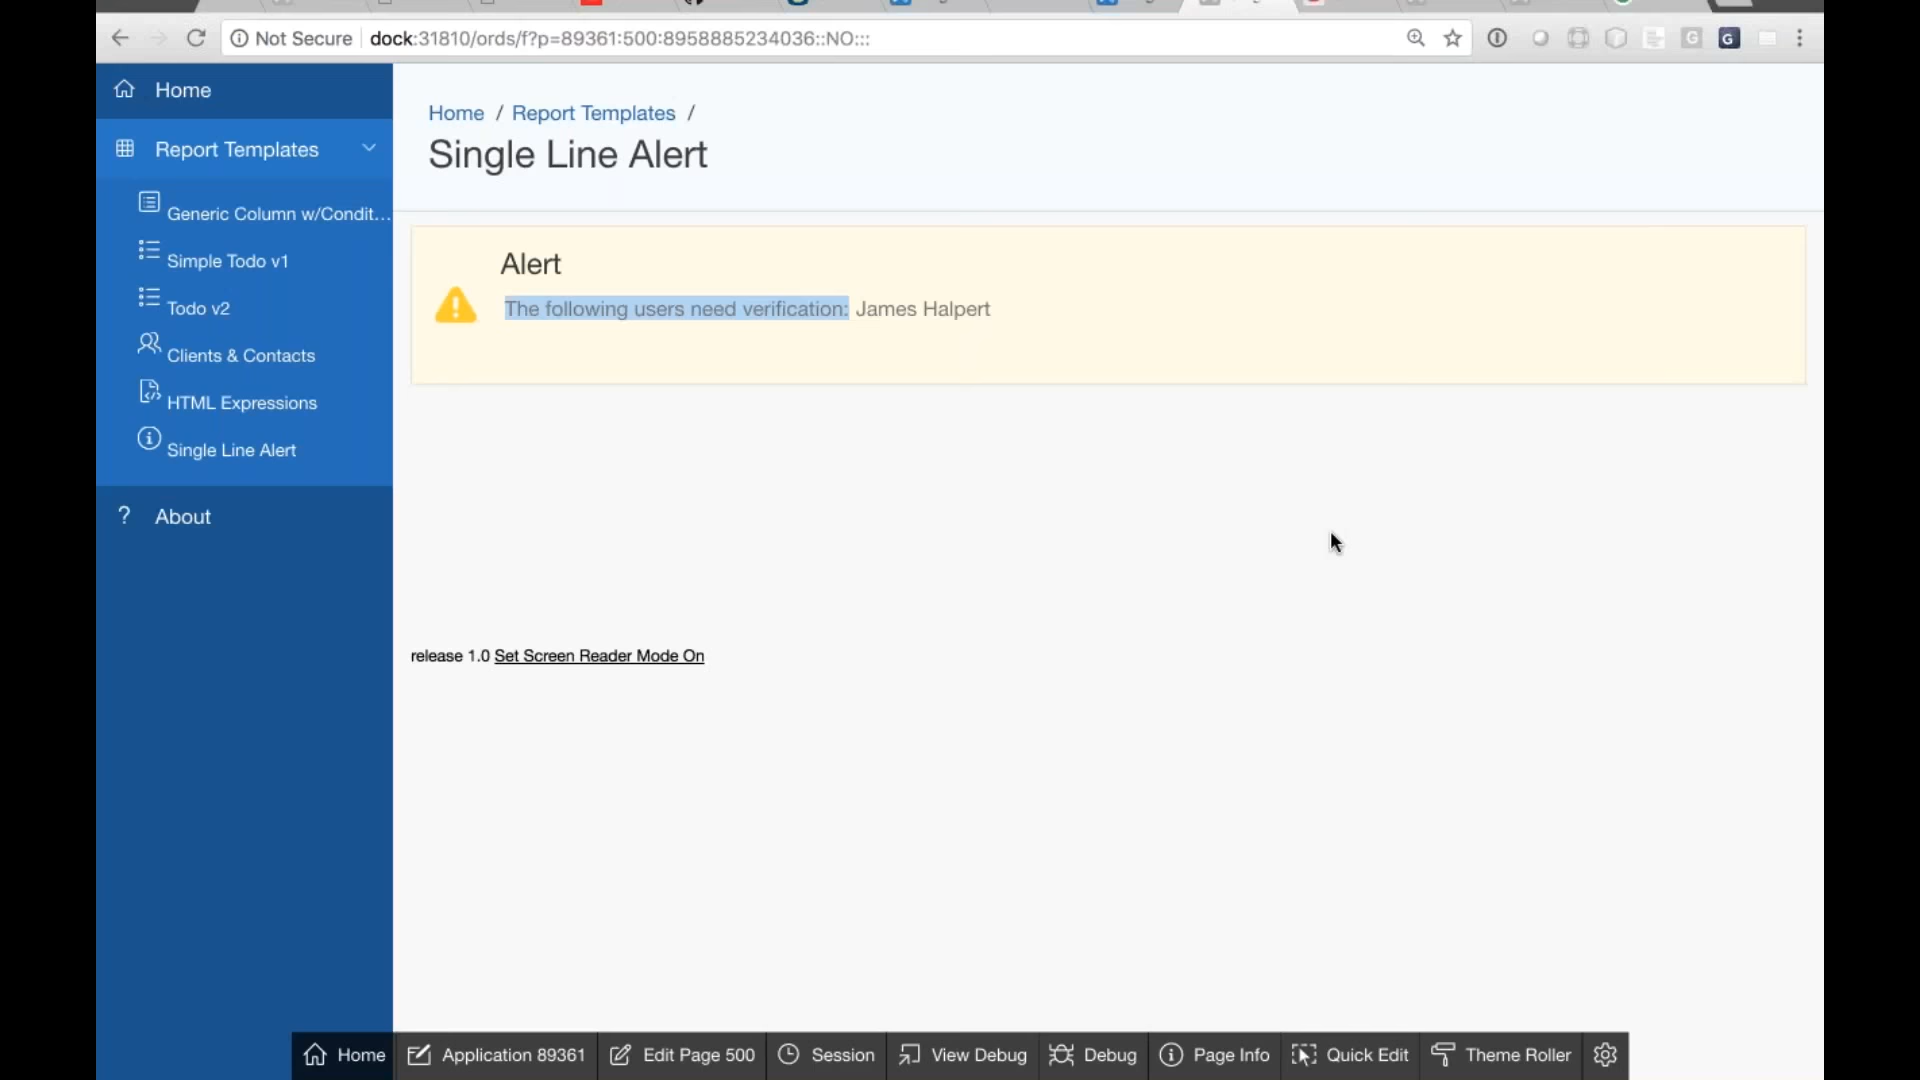 Not Secure
dock:31810/ords/f?p=89361:500:8958885234036::NO:::
Home
Report Templates
Generic Column w/Condit...
Simple Todo v1
Todo v2
Clients & Contacts
HTML Expressions
Single Line Alert
? About
Home / Report Templates /
Single Line Alert
Alert
The following users need verification: James Halpert
release 1.0 Set Screen Reader Mode On
Home
Application 89361
Edit Page 500
Session
View Debug
Debug
Page Info
Quick Edit
Theme Roller